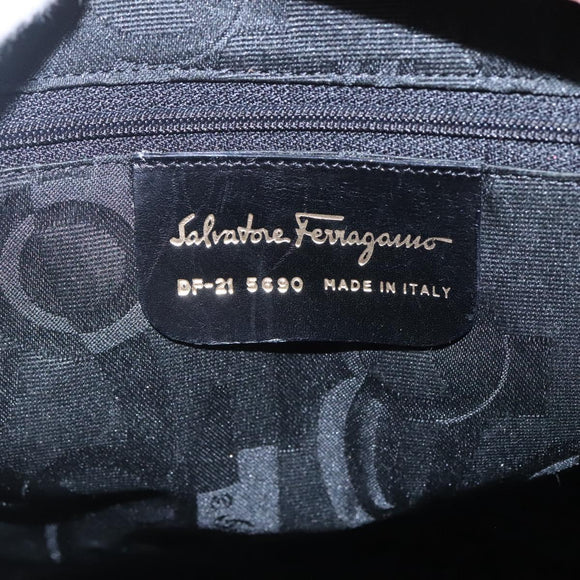 Salvatore Ferragamo
DF-21 5690 MADE IN ITALY